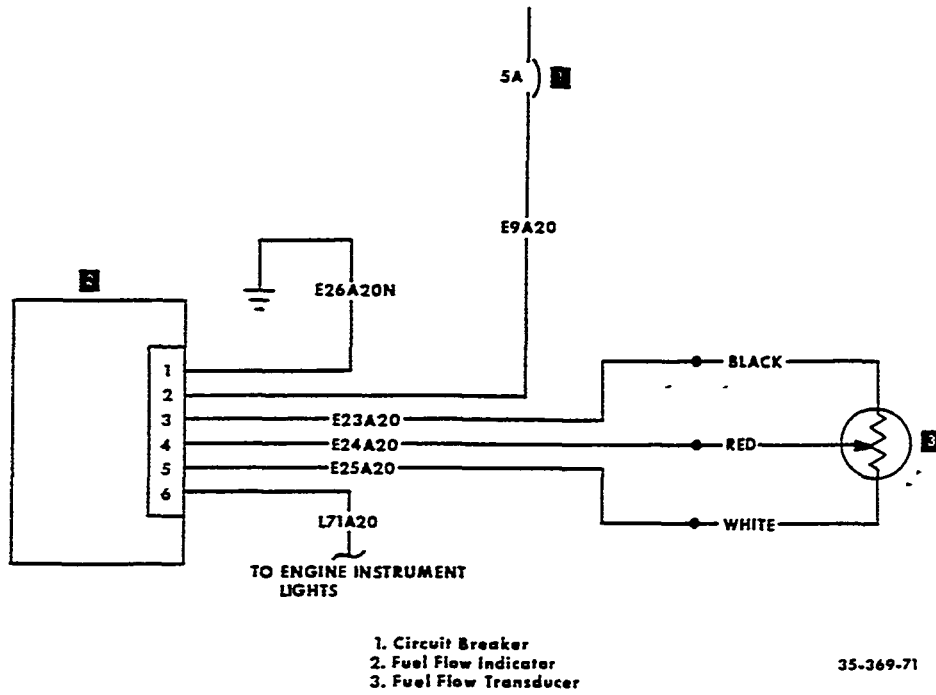 5A 1
E9A20
2
E26A20N
1
2
3 E23A20
4 E24A20
5 E25A20
6
L71A20
TO ENGINE INSTRUMENT
LIGHTS
BLACK
RED
3
WHITE
1. Circuit Breaker
2. Fuel Flow Indicator
3. Fuel Flow Transducer
35-369-71